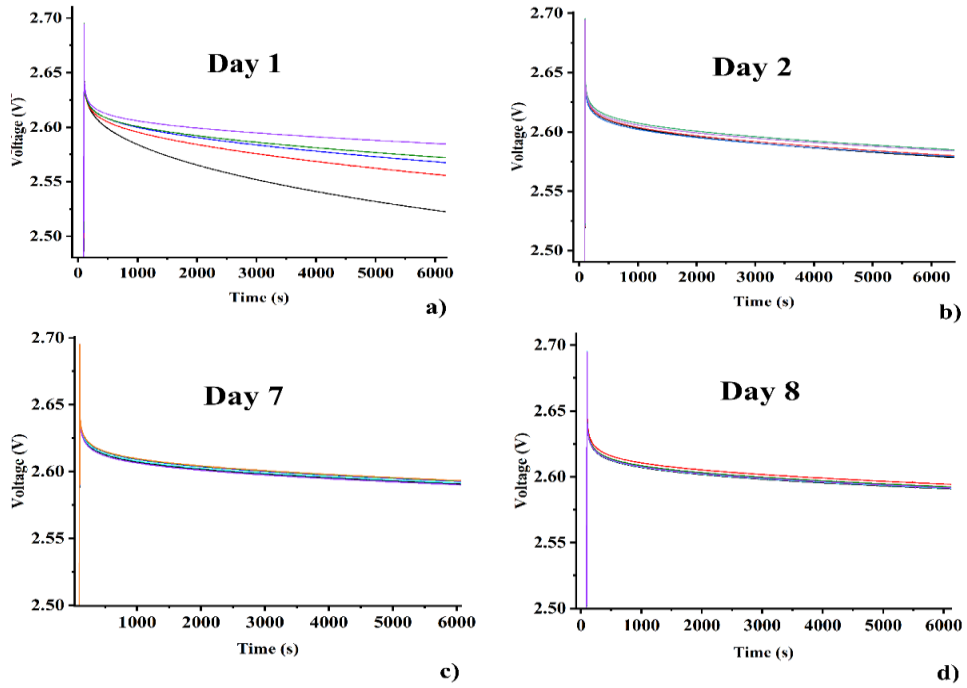 2.70
2.65
2.60
2.55
2.50
Voltage (V)
Day 1
0 1000 2000 3000 4000 5000 6000
Time (s)
a)
2.70
2.65
2.60
2.55
2.50
Voltage (V)
Day 2
0 1000 2000 3000 4000 5000 6000
Time (s)
b)
2.70
2.65
2.60
2.55
2.50
Voltage (V)
Day 7
1000 2000 3000 4000 5000 6000
Time (s)
c)
2.70
2.65
2.60
2.55
2.50
Voltage (V)
Day 8
0 1000 2000 3000 4000 5000 6000
Time (s)
d)